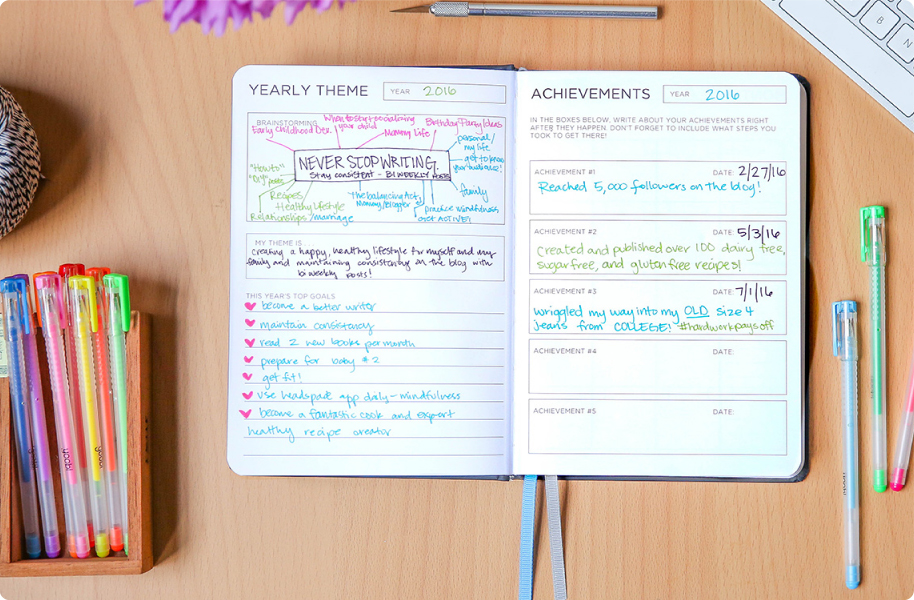 YEARLY THEME
YEAR 2016
BRAINSTORMING
Early Childhood Dev.
When to start socializing
your child
Mommy life
Birthday Party Ideas
personal/
my life
get to know
your audience!
NEVER STOP WRITING.
Stay consistent - BIWEEKLY POSTS
"How to"
"DIY" posts
Recipes
Healthy Lifestyle
Relationships/marriage
The balancing Act,
Mommy/blogger
family
practice mindfulness
get ACTIVE!
MY THEME IS...
creating a happy, healthy lifestyle for myself and my
family and maintaining consistency on the blog with
biweekly posts!
THIS YEAR'S TOP GOALS
become a better writer
maintain consistency
read 2 new books per month
prepare for baby #2
get fit!
use headspace app daily - mindfulness
become a fantastic cook and expert
healthy recipe creator
ACHIEVEMENTS
YEAR 2016
IN THE BOXES BELOW, WRITE ABOUT YOUR ACHIEVEMENTS RIGHT
AFTER THEY HAPPEN. DON'T FORGET TO INCLUDE WHAT STEPS YOU
TOOK TO GET THERE!
ACHIEVEMENT #1 DATE: 2/27/16
Reached 5,000 followers on the blog!
ACHIEVEMENT #2 DATE: 5/3/16
Created and published over 100 dairy free,
sugar free, and gluten free recipes!
ACHIEVEMENT #3 DATE: 7/1/16
wriggled my way into my OLD size 4
jeans from COLLEGE! #hardworkpaysoff
ACHIEVEMENT #4 DATE:
ACHIEVEMENT #5 DATE:
B
N
yoobi